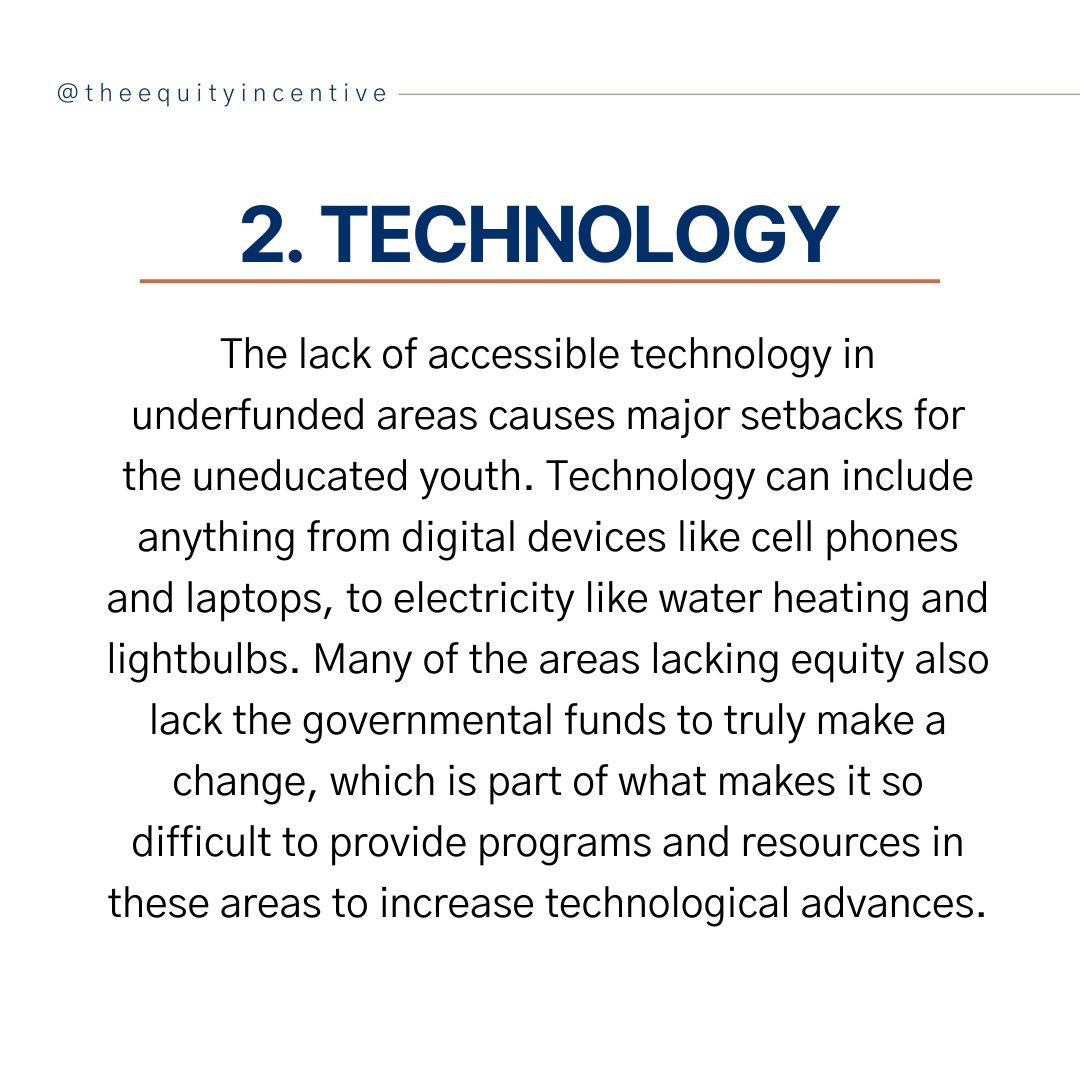 @theequityincentive
2. TECHNOLOGY
The lack of accessible technology in
underfunded areas causes major setbacks for
the uneducated youth. Technology can include
anything from digital devices like cell phones
and laptops, to electricity like water heating and
lightbulbs. Many of the areas lacking equity also
lack the governmental funds to truly make a
change, which is part of what makes it so
difficult to provide programs and resources in
these areas to increase technological advances.